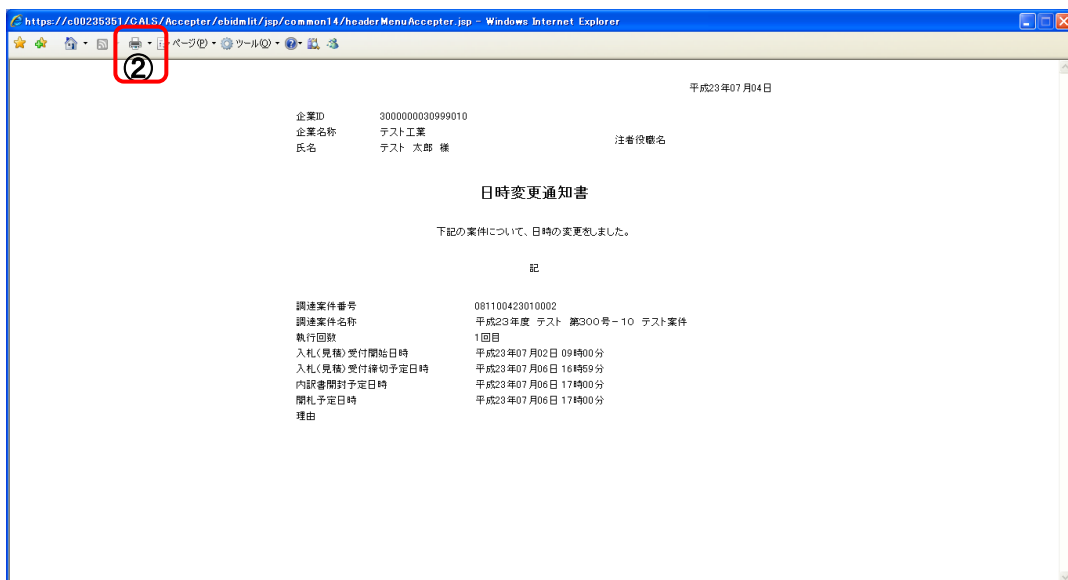 https://c00235351/CALS/Accepter/ebidmlit/jsp/common14/headerMenuAccepter.jsp - Windows Internet Explorer
ページ(P) ツール(O)
②
平成23年07月04日
企業ID 3000000030999010
企業名称 テスト工業
氏名 テスト 太郎 様
注者役職名
日時変更通知書
下記の案件について、日時の変更をしました。
記
調達案件番号 081100423010002
調達案件名称 平成23年度 テスト 第300号-10 テスト案件
執行回数 1回目
入札(見積)受付開始日時 平成23年07月02日 09時00分
入札(見積)受付締切予定日時 平成23年07月06日 16時59分
内訳書開封予定日時 平成23年07月06日 17時00分
開札予定日時 平成23年07月06日 17時00分
理由